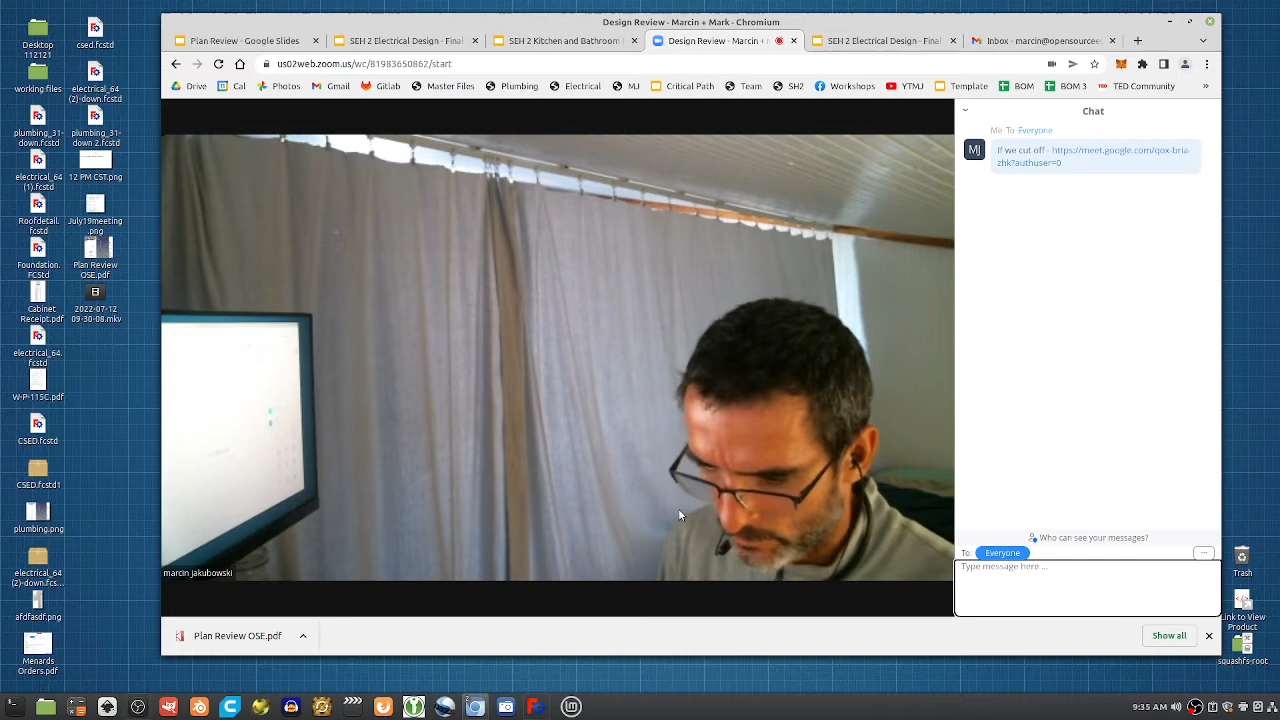 Design Review - Marcin + Mark - Chromium
Plan Review - Google Slides
SEH 2 Electrical Design - Final
SEH 2 Kitchen and Bathroom
Design Review - Marcin +
SEH 2 Electrical Design - Final
Inbox - marcin@opensourceec
us02web.zoom.us/wc/81983650862/start
Drive
Cal
Photos
Gmail
Gitlab
Master Files
Plumbing
Electrical
MJ
Critical Path
Team
SH2
Workshops
YTMJ
Template
BOM
BOM 3
TED Community
Chat
Me To Everyone
MJ
If we cut off - https://meet.google.com/qox-bria-
zhk?authuser=0
Who can see your messages?
To: Everyone
Type message here ...
marcin jakubowski
Plan Review OSE.pdf
Show all
Desktop
working files
plumbing_31-
down.fcstd
electrical_64
(1).fcstd
Roofdetail.
fcstd
Foundation.
FCStd
Cabinet
Receipt.pdf
electrical_64.
fcstd
W-P-115C.pdf
CSED.fcstd
CSED.fcstd1
plumbing.png
electrical_64
(2)-down.fcs...
adfasdf.png
Menards
Orders.pdf
csed.fcstd
electrical_64
(2)-down.fcstd
plumbing_31-
down 2.fcstd
12 PM CST.png
July19meeting
.png
Plan Review
OSE.pdf
2022-07-12
09-30-08.mkv
Trash
Link to View
Product
squashfs-root
9:35 AM